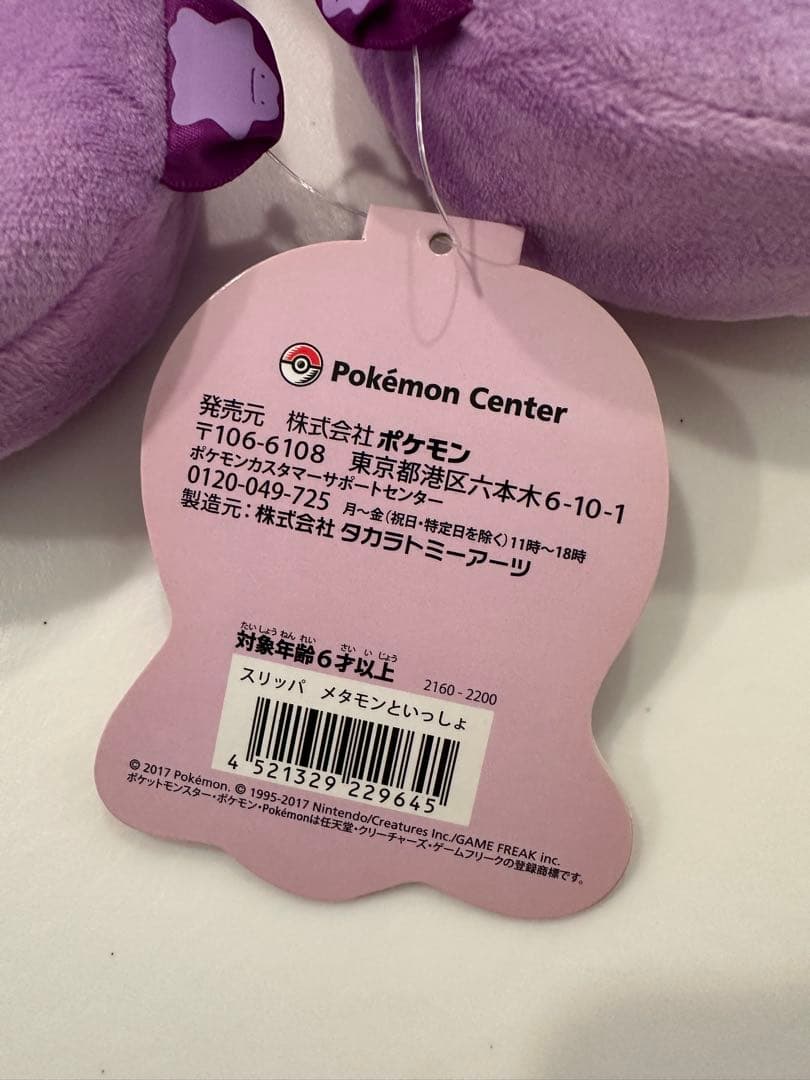 Pokémon Center
発売元 株式会社 ポケモン
〒106-6108 東京都港区六本木6-10-1
ポケモンカスタマーサポートセンター
0120-049-725 月〜金(祝日・特定日を除く)11時〜18時
製造元:株式会社 タカラトミーアーツ
たいしょうねんれい さいいじょう
対象年齢6才以上 2160-2200
スリッパ メタモンといっしょ
4 521329 229645
© 2017 Pokémon. © 1995-2017 Nintendo/Creatures Inc./GAME FREAK inc.
ポケットモンスター・ポケモン・Pokémonは任天堂・クリーチャーズ・ゲームフリークの登録商標です。